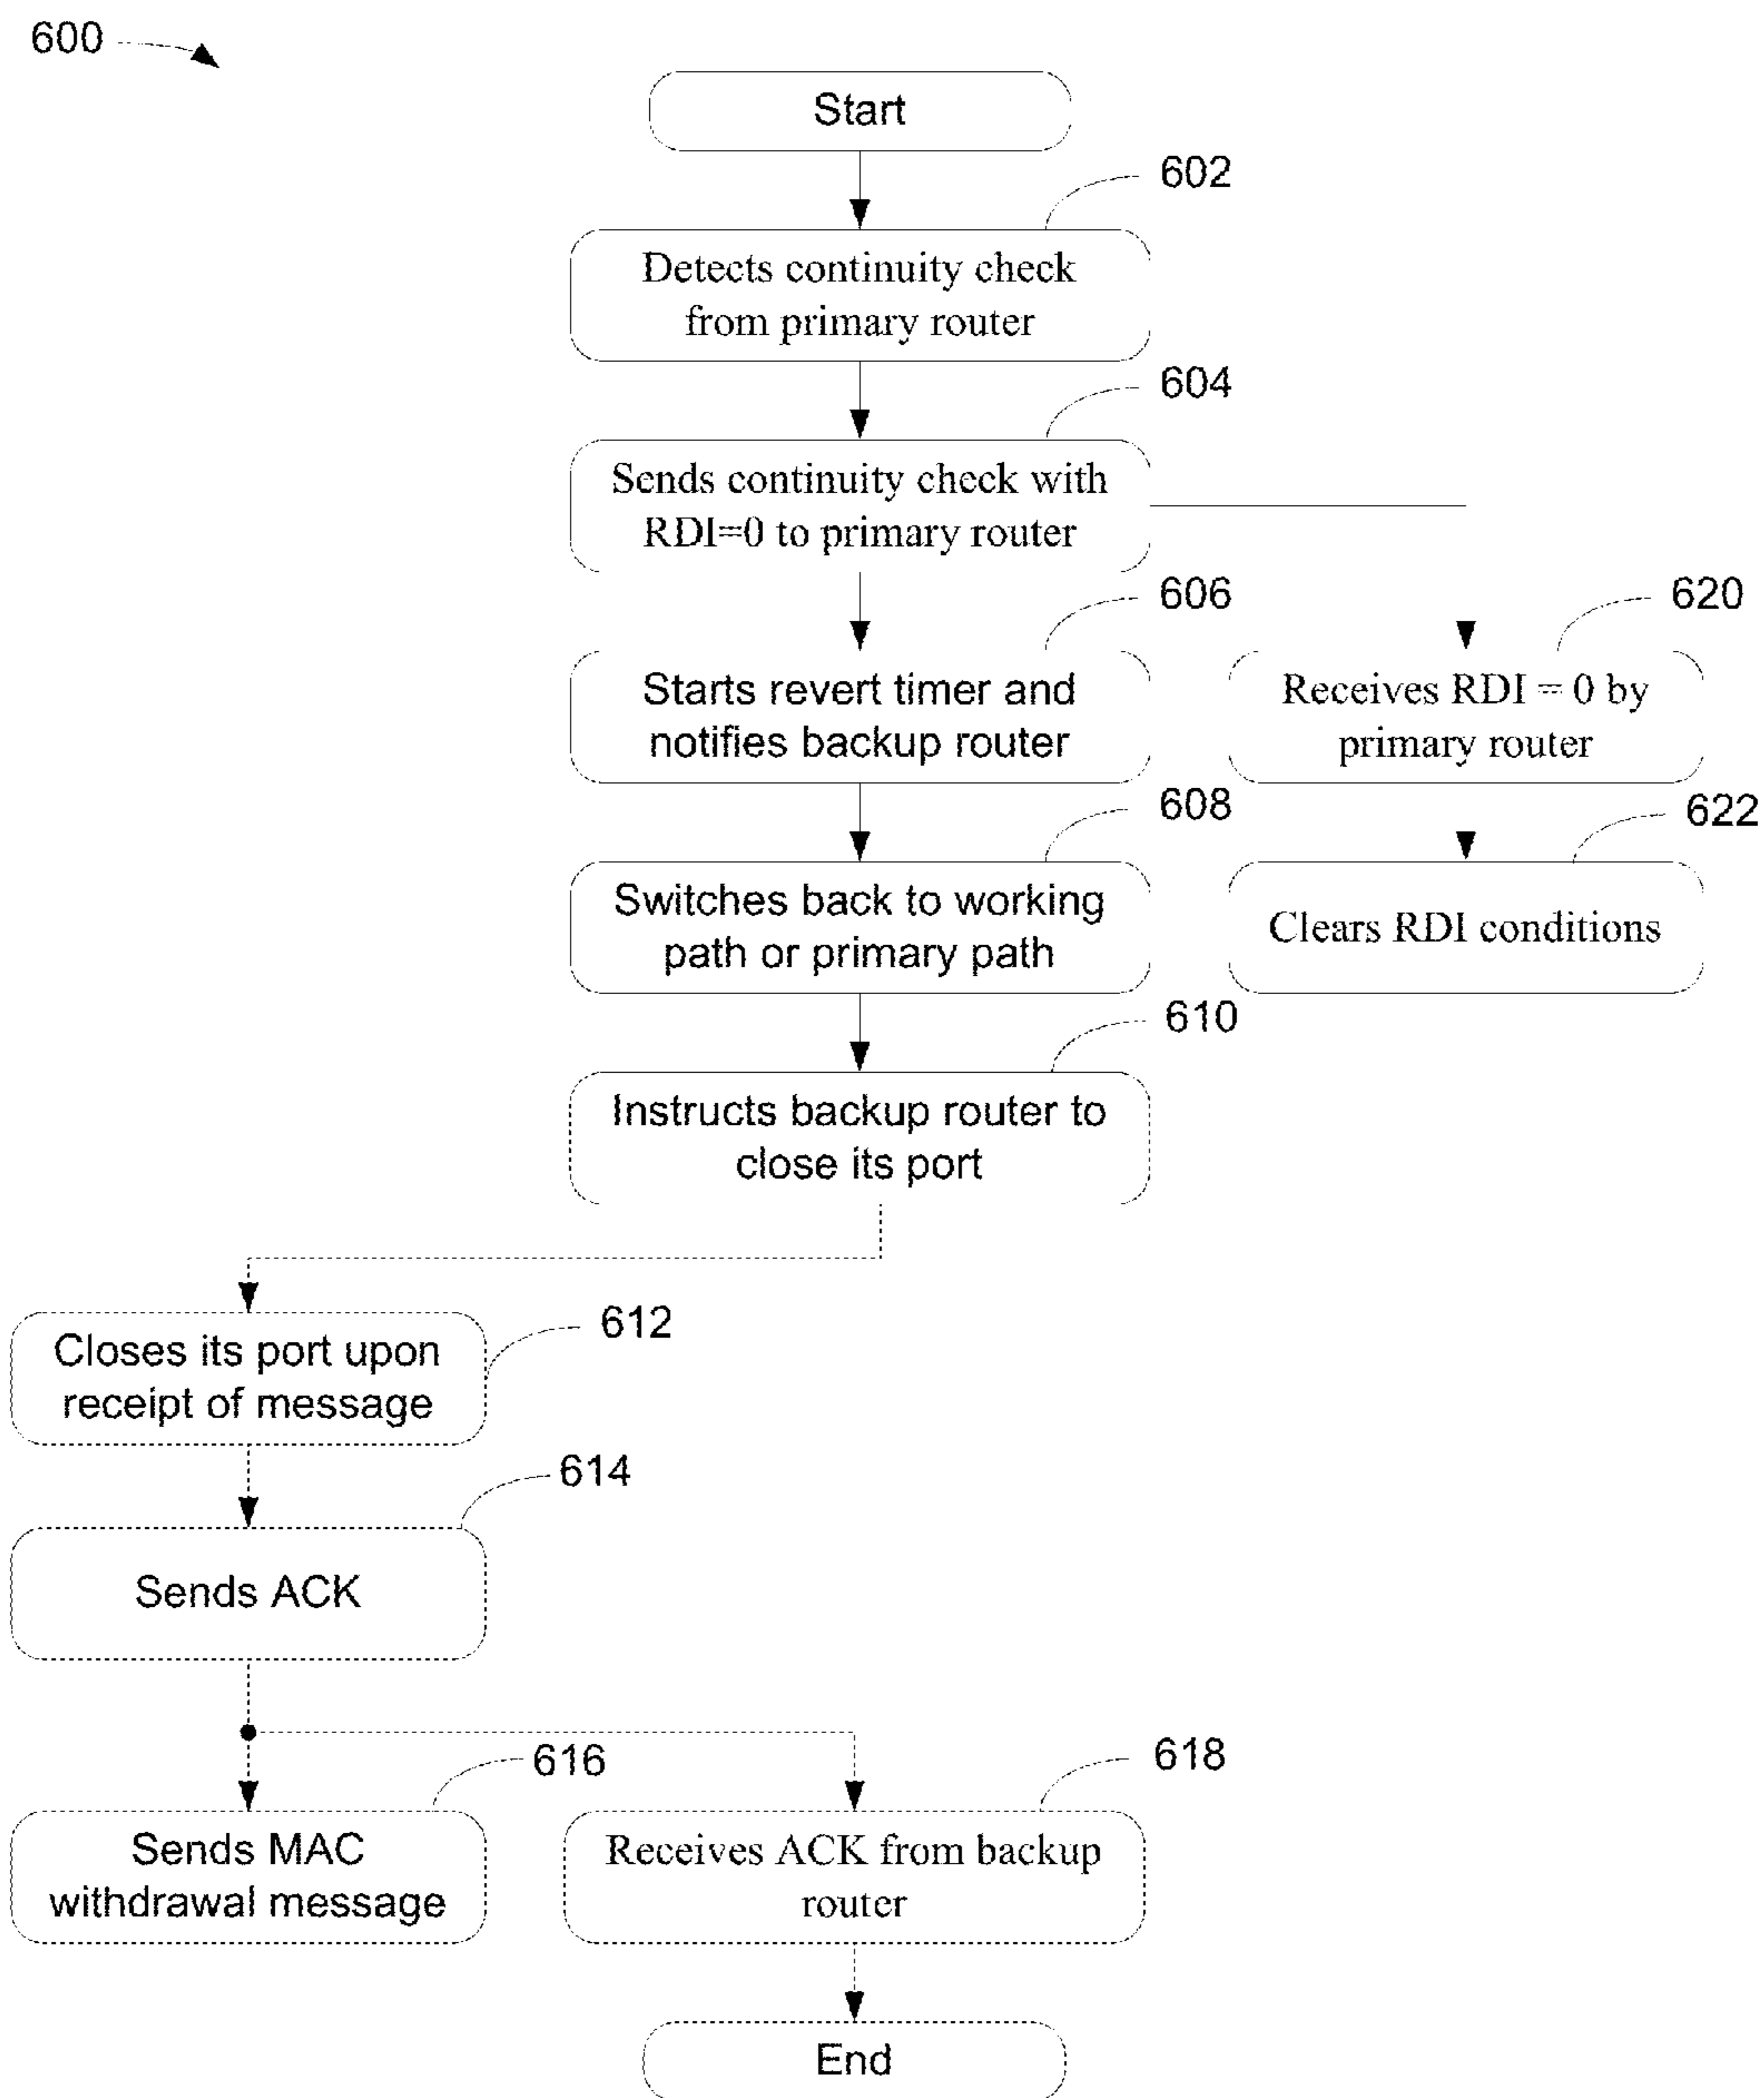 600
Start
602
Detects continuity check
from primary router
604
Sends continuity check with
RDI=0 to primary router
606
Starts revert timer and
notifies backup router
620
Receives RDI = 0 by
primary router
608
Switches back to working
path or primary path
622
Clears RDI conditions
610
Instructs backup router to
close its port
612
Closes its port upon
receipt of message
614
Sends ACK
616
Sends MAC
withdrawal message
618
Receives ACK from backup
router
End